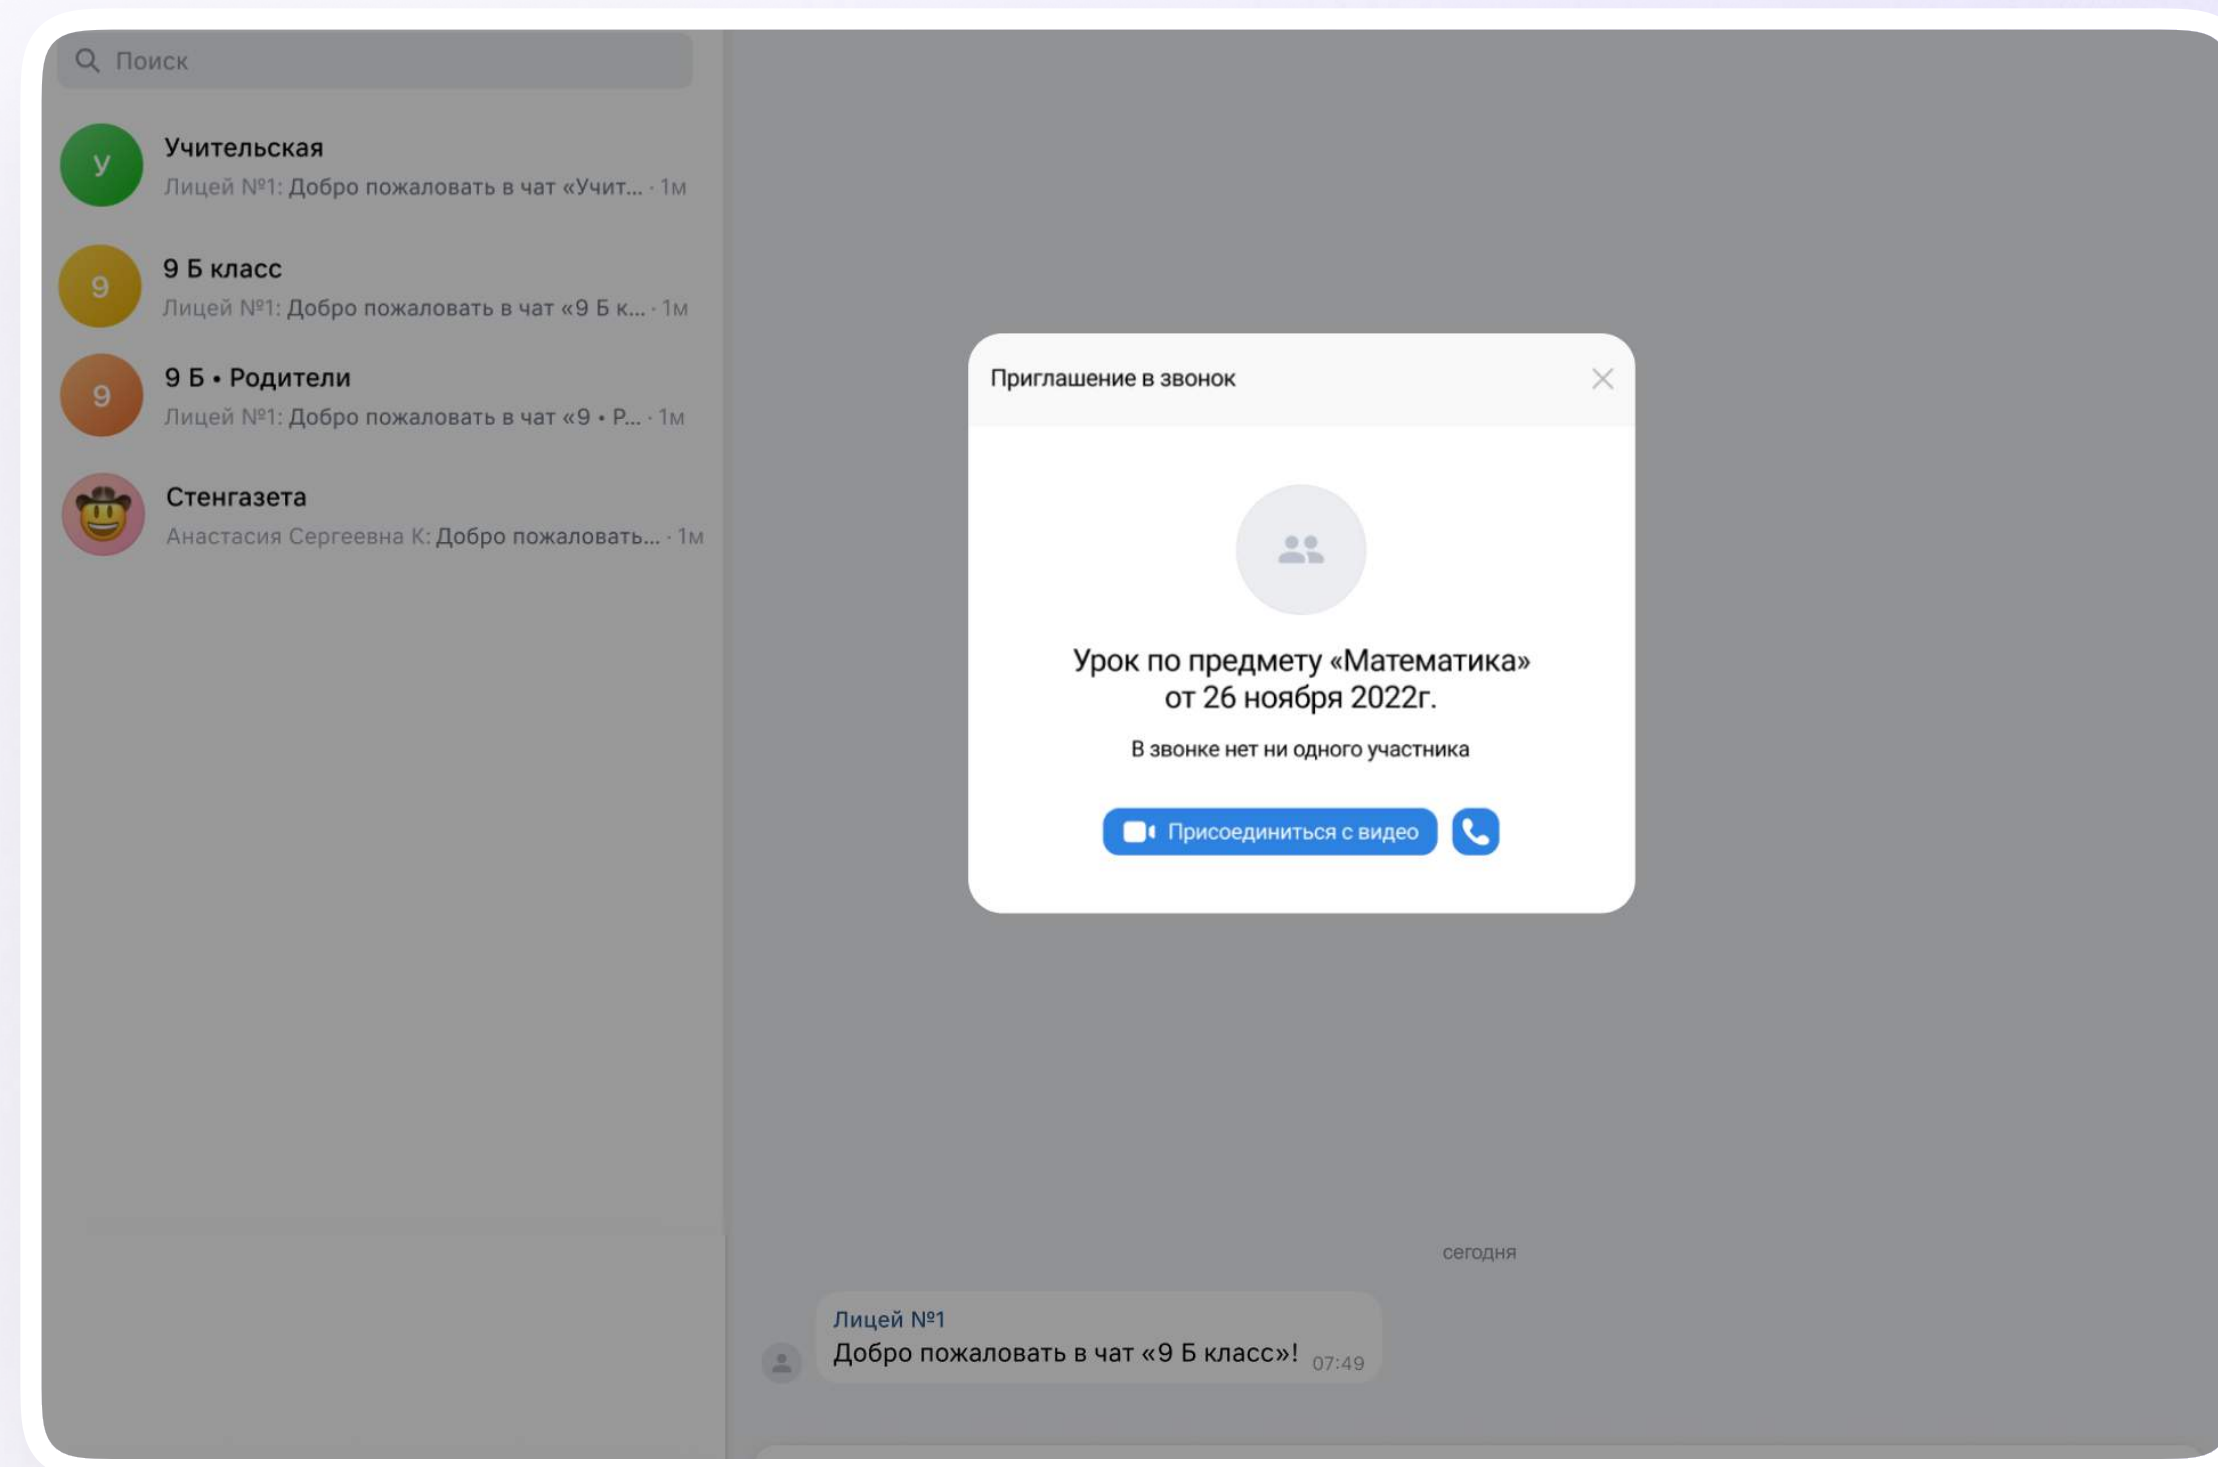 Поиск
У
Учительская
Лицей №1: Добро пожаловать в чат «Учит... · 1м
9
9 Б класс
Лицей №1: Добро пожаловать в чат «9 Б к... · 1м
9
9 Б • Родители
Лицей №1: Добро пожаловать в чат «9 • Р... · 1м
Стенгазета
Анастасия Сергеевна К: Добро пожаловать... · 1м
Приглашение в звонок
Урок по предмету «Математика»
от 26 ноября 2022г.
В звонке нет ни одного участника
Присоединиться с видео
сегодня
Лицей №1
Добро пожаловать в чат «9 Б класс»! 07:49